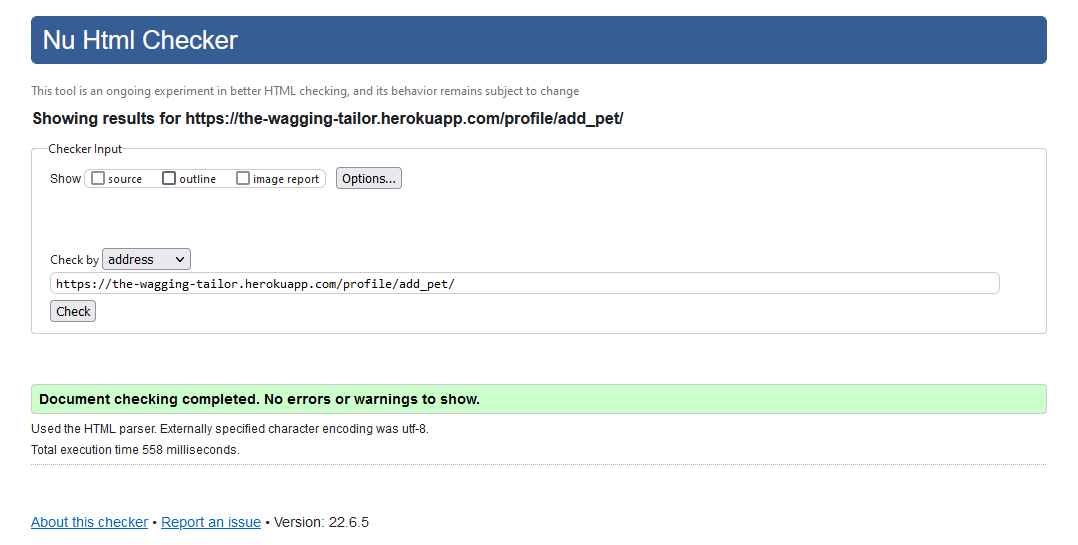 Nu Html Checker
This tool is an ongoing experiment in better HTML checking, and its behavior remains subject to change
Showing results for https://the-wagging-tailor.herokuapp.com/profile/add_pet/
Checker Input
Show source outline image report Options...
Check by address
https://the-wagging-tailor.herokuapp.com/profile/add_pet/
Check
Document checking completed. No errors or warnings to show.
Used the HTML parser. Externally specified character encoding was utf-8.
Total execution time 558 milliseconds.
About this checker • Report an issue • Version: 22.6.5